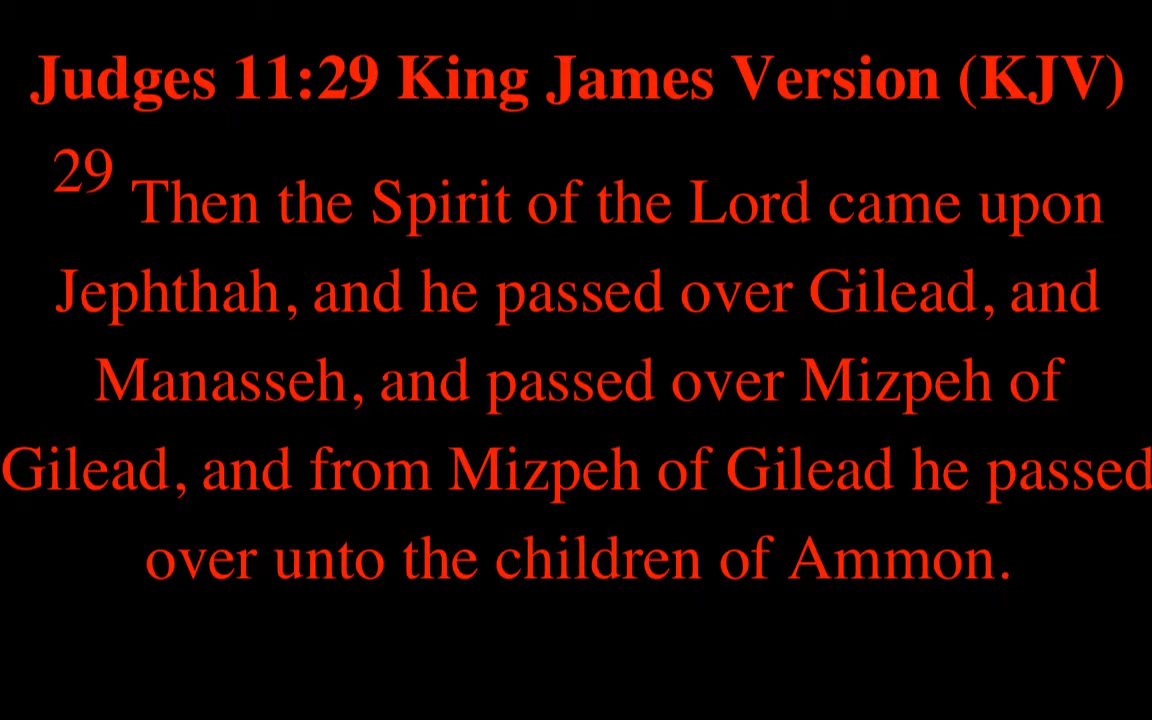 Judges 11:29 King James Version (KJV)
29 Then the Spirit of the Lord came upon
Jephthah, and he passed over Gilead, and
Manasseh, and passed over Mizpeh of
Gilead, and from Mizpeh of Gilead he passed
over unto the children of Ammon.